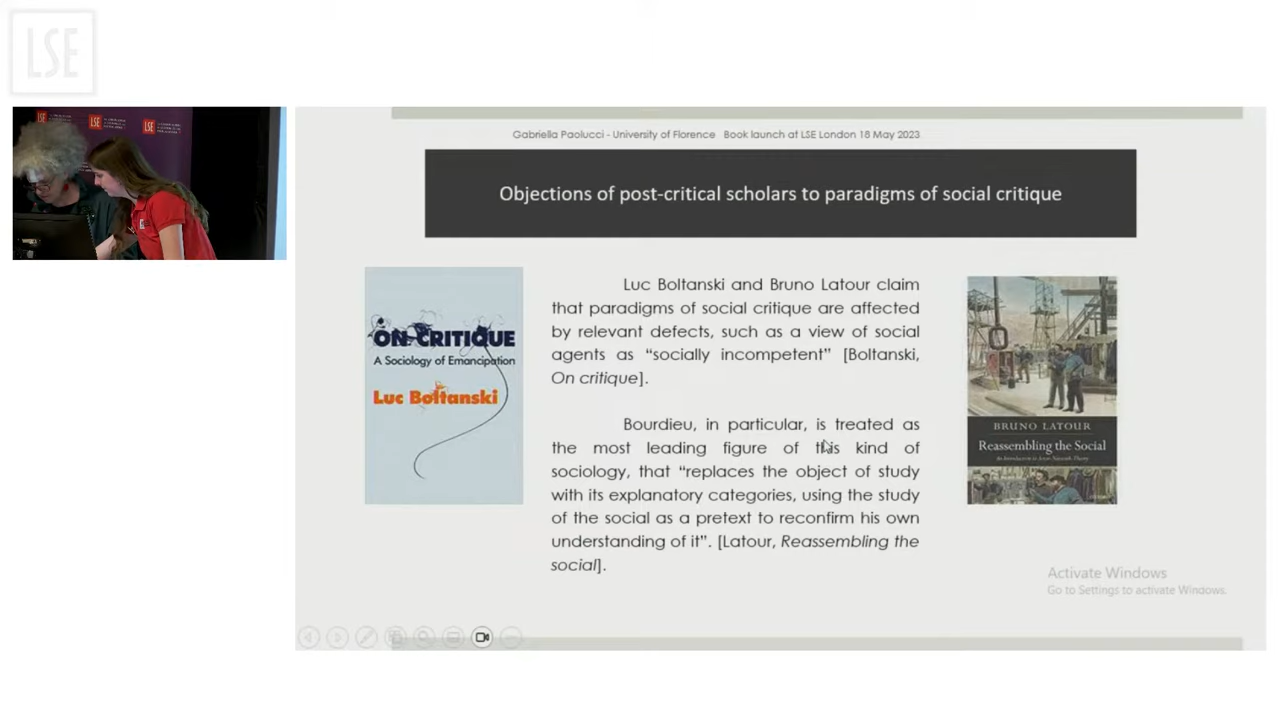 LSE
Gabriella Paolucci - University of Florence Book launch at LSE London 18 May 2023
Objections of post-critical scholars to paradigms of social critique
ON CRITIQUE
A Sociology of Emancipation
Luc Boltanski
Luc Boltanski and Bruno Latour claim
that paradigms of social critique are affected
by relevant defects, such as a view of social
agents as “socially incompetent” [Boltanski,
On critique].
Bourdieu, in particular, is treated as
the most leading figure of this kind of
sociology, that “replaces the object of study
with its explanatory categories, using the study
of the social as a pretext to reconfirm his own
understanding of it”. [Latour, Reassembling the
social].
BRUNO LATOUR
Reassembling the Social
Activate Windows
Go to Settings to activate Windows.